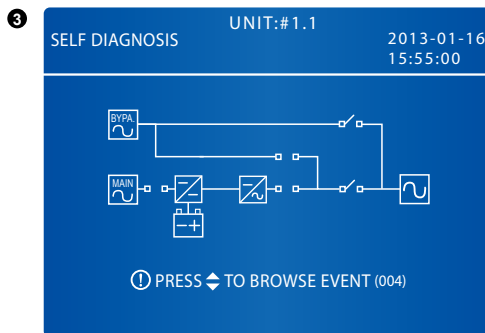 3
UNIT:#1.1
SELF DIAGNOSIS
2013-01-16
15:55:00
BYPA.
MAIN
! PRESS TO BROWSE EVENT (004)